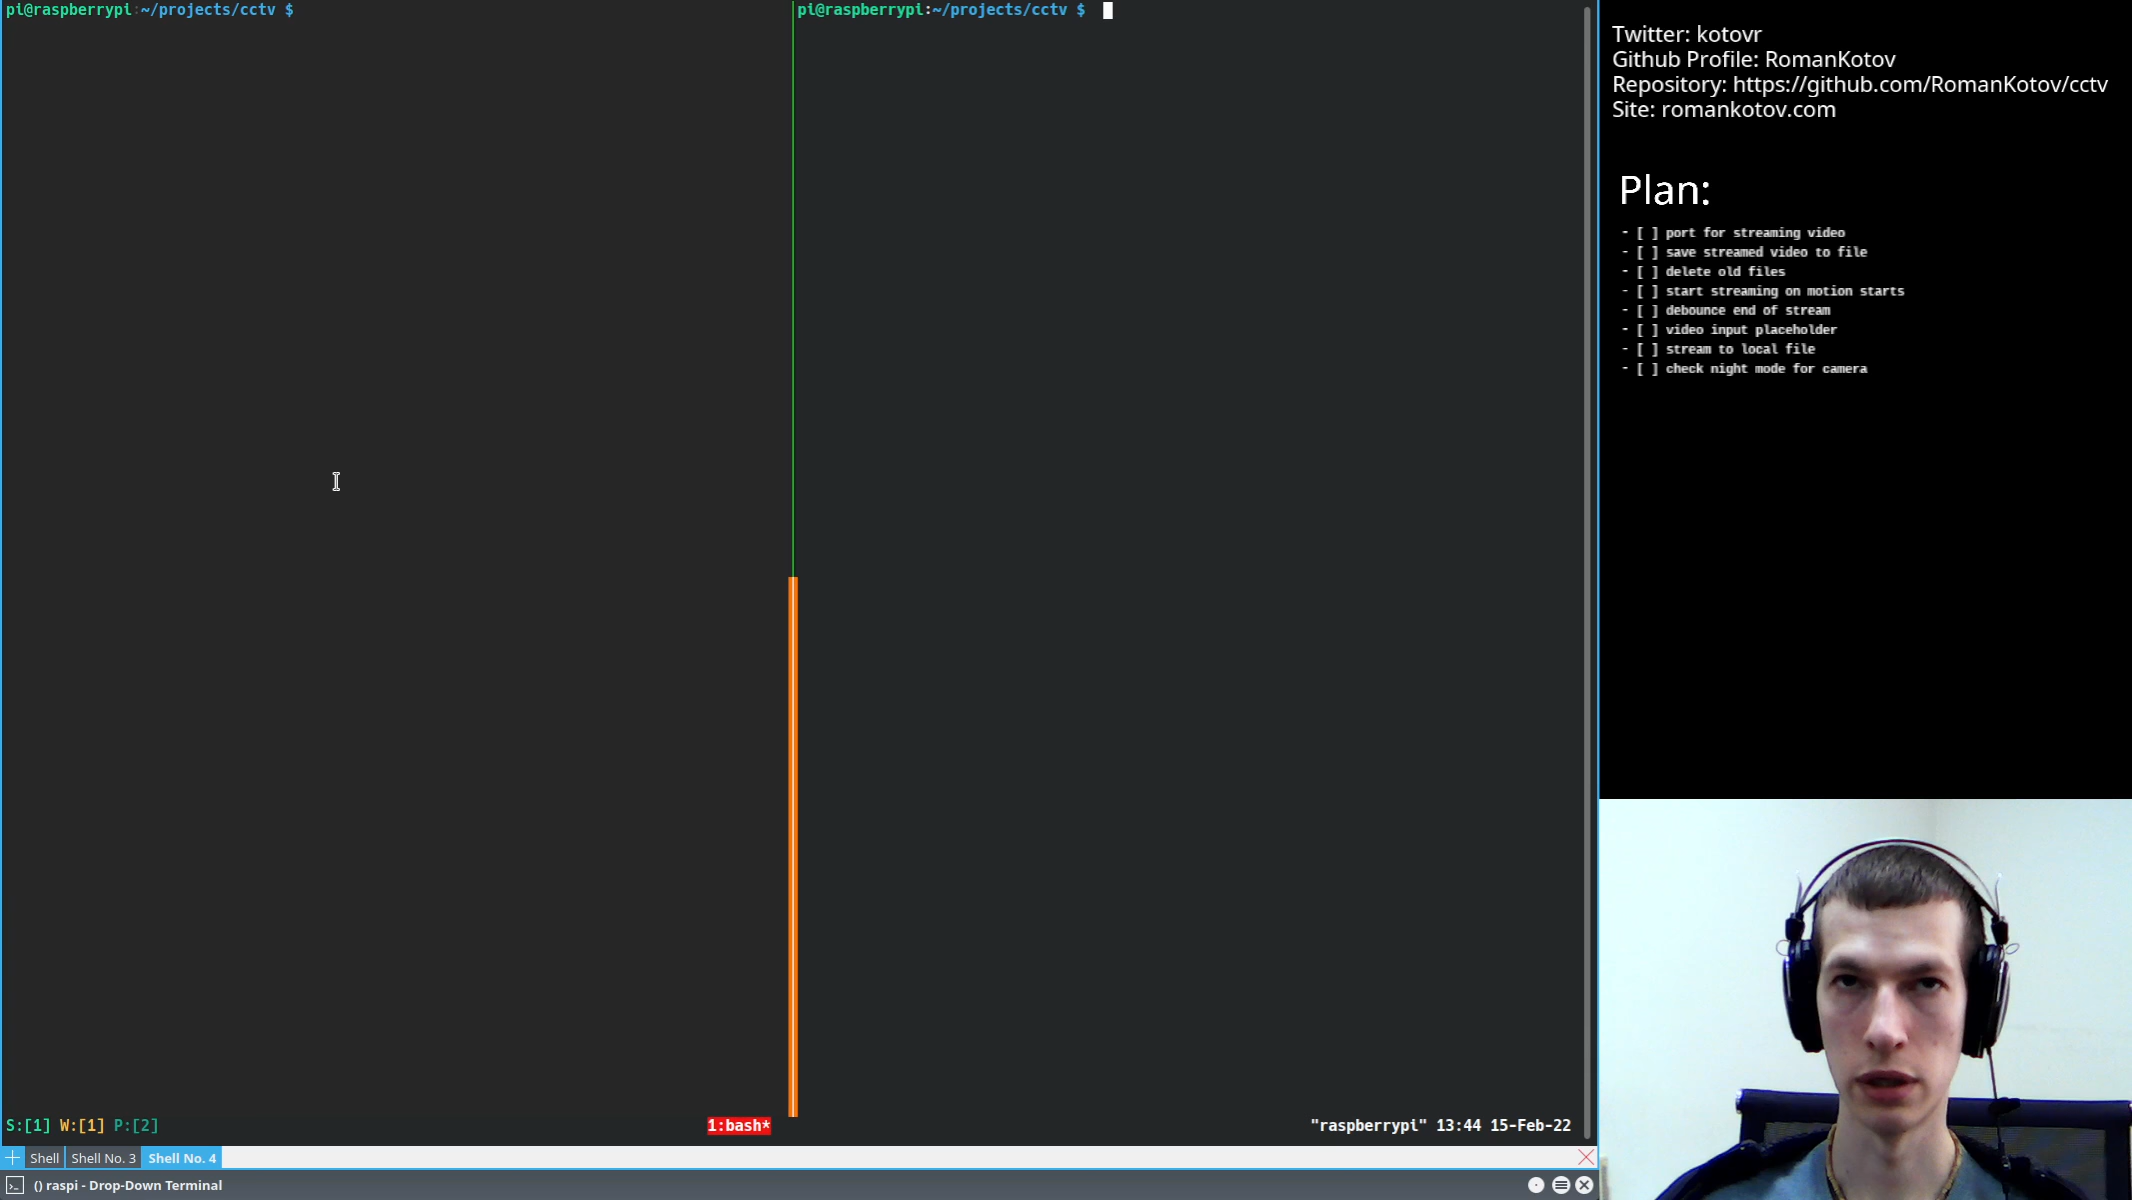 pi@raspberrypi:~/projects/cctv $
pi@raspberrypi:~/projects/cctv $
Twitter: kotovr
Github Profile: RomanKotov
Repository: https://github.com/RomanKotov/cctv
Site: romankotov.com
Plan:
- [ ] port for streaming video
- [ ] save streamed video to file
- [ ] delete old files
- [ ] start streaming on motion starts
- [ ] debounce end of stream
- [ ] video input placeholder
- [ ] stream to local file
- [ ] check night mode for camera
S:[1] W:[1] P:[2]
1:bash*
"raspberrypi" 13:44 15-Feb-22
Shell
Shell No. 3
Shell No. 4
() raspi - Drop-Down Terminal